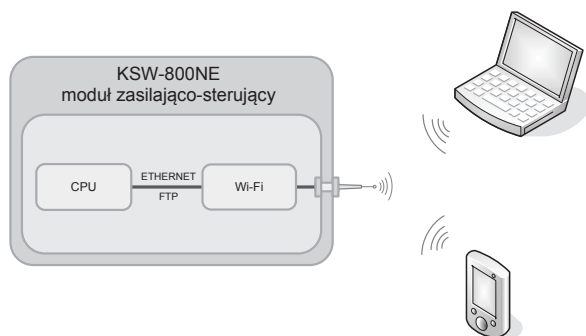 KSW-800NE
moduł zasilająco-sterujący
CPU
ETHERNET
FTP
Wi-Fi